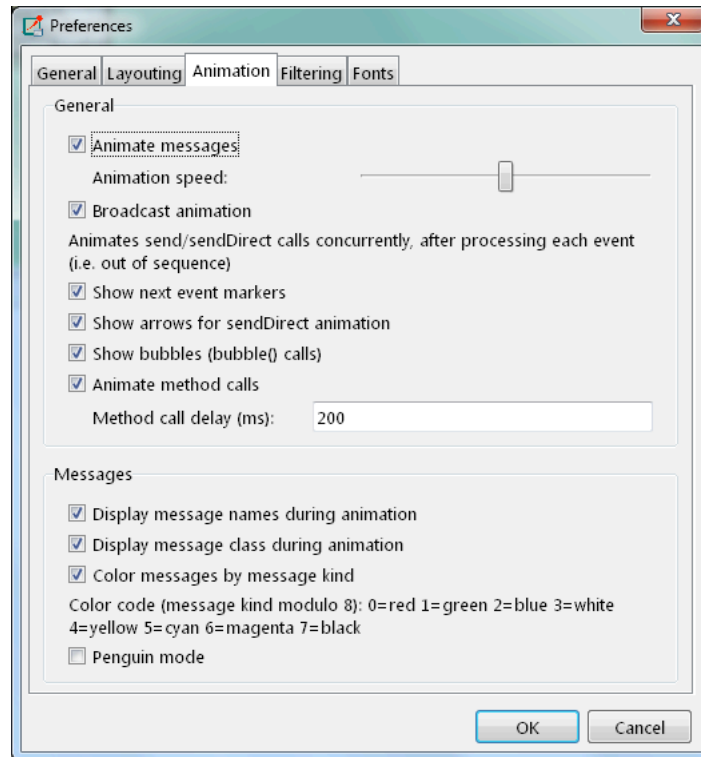 Preferences
General Layouting Animation Filtering Fonts
General
Animate messages
Animation speed:
Broadcast animation
Animates send/sendDirect calls concurrently, after processing each event
(i.e. out of sequence)
Show next event markers
Show arrows for sendDirect animation
Show bubbles (bubble() calls)
Animate method calls
Method call delay (ms): 200
Messages
Display message names during animation
Display message class during animation
Color messages by message kind
Color code (message kind modulo 8): 0=red 1=green 2=blue 3=white
4=yellow 5=cyan 6=magenta 7=black
Penguin mode
OK Cancel